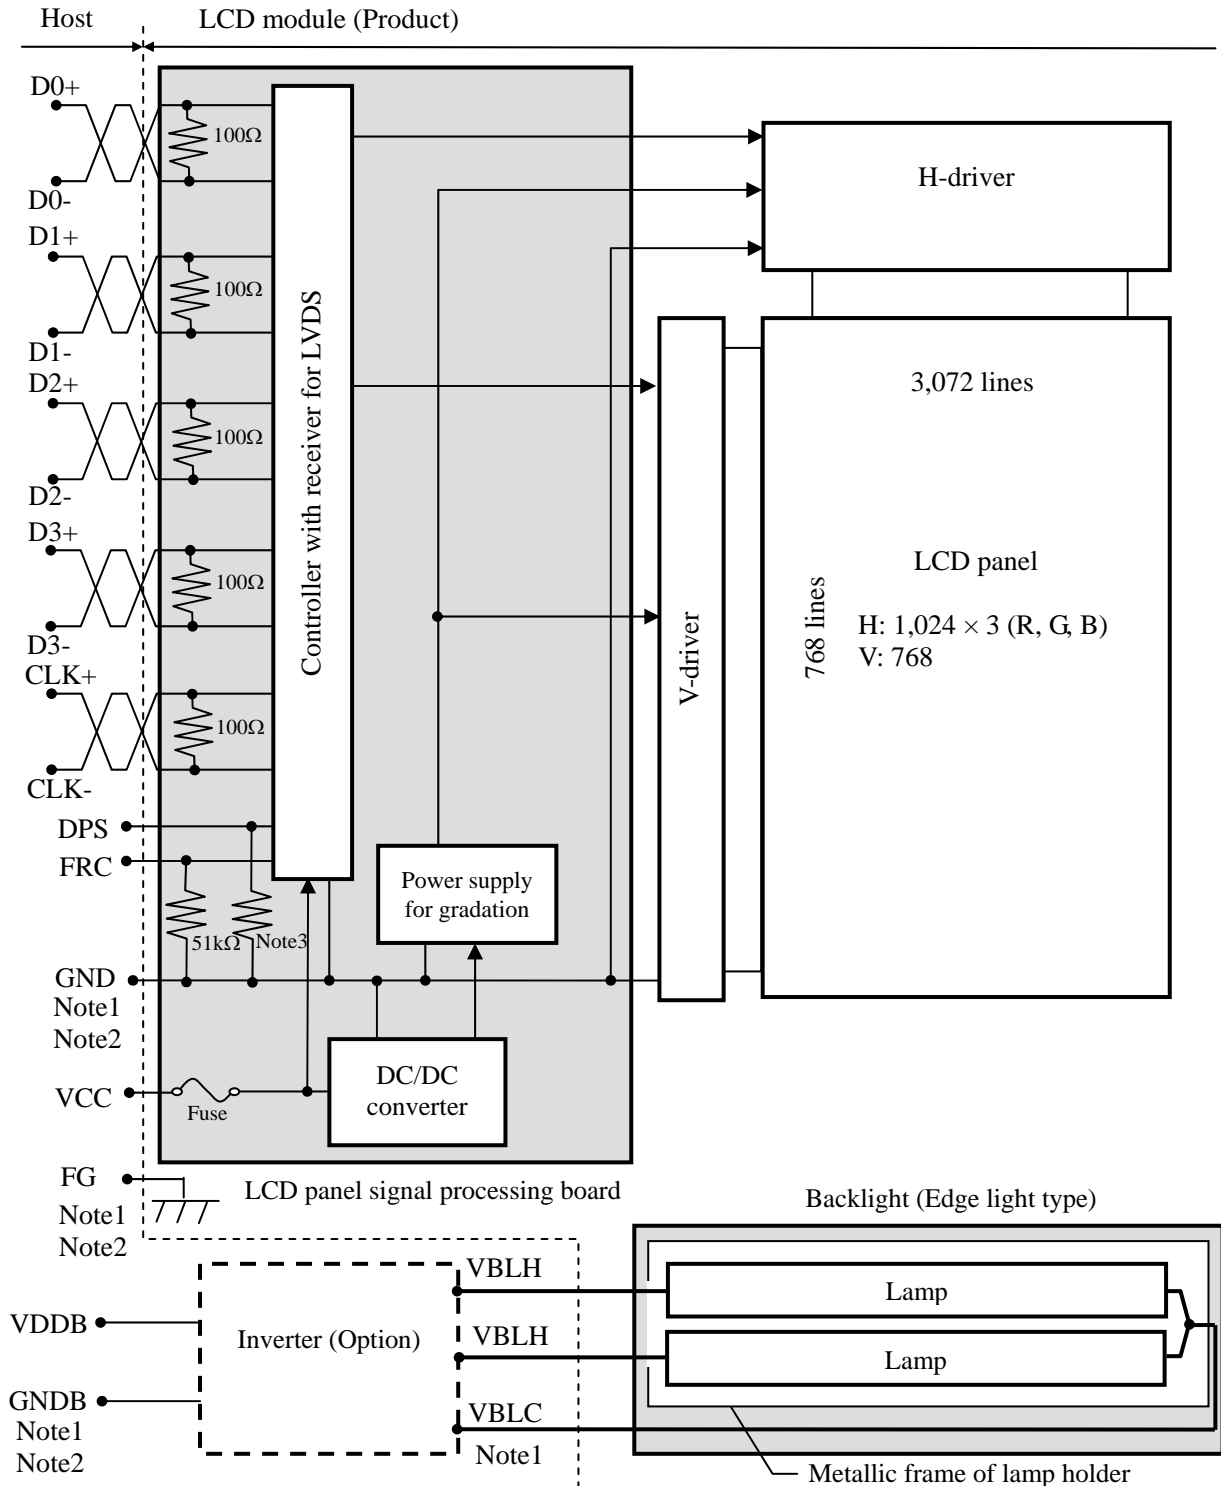 Host
LCD module (Product)
D0+
100Ω
D0-
D1+
100Ω
D1-
D2+
100Ω
D2-
D3+
100Ω
D3-
CLK+
100Ω
CLK-
DPS
FRC
51kΩ
Note3
GND
Note1
Note2
VCC
Fuse
FG
Note1
Note2
Controller with receiver for LVDS
Power supply
for gradation
DC/DC
converter
LCD panel signal processing board
H-driver
V-driver
3,072 lines
768 lines
LCD panel
H: 1,024 × 3 (R, G, B)
V: 768
Backlight (Edge light type)
VDDB
GNDB
Note1
Note2
Inverter (Option)
VBLH
VBLH
VBLC
Note1
Lamp
Lamp
Metallic frame of lamp holder